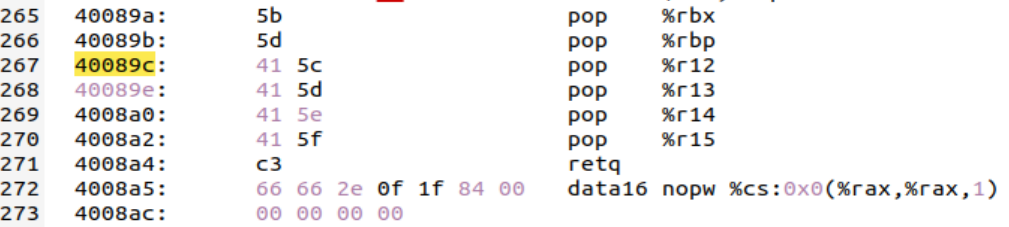 265 40089a: 5b pop %rbx
266 40089b: 5d pop %rbp
267 40089c: 41 5c pop %r12
268 40089e: 41 5d pop %r13
269 4008a0: 41 5e pop %r14
270 4008a2: 41 5f pop %r15
271 4008a4: c3 retq
272 4008a5: 66 66 2e 0f 1f 84 00 data16 nopw %cs:0x0(%rax,%rax,1)
273 4008ac: 00 00 00 00